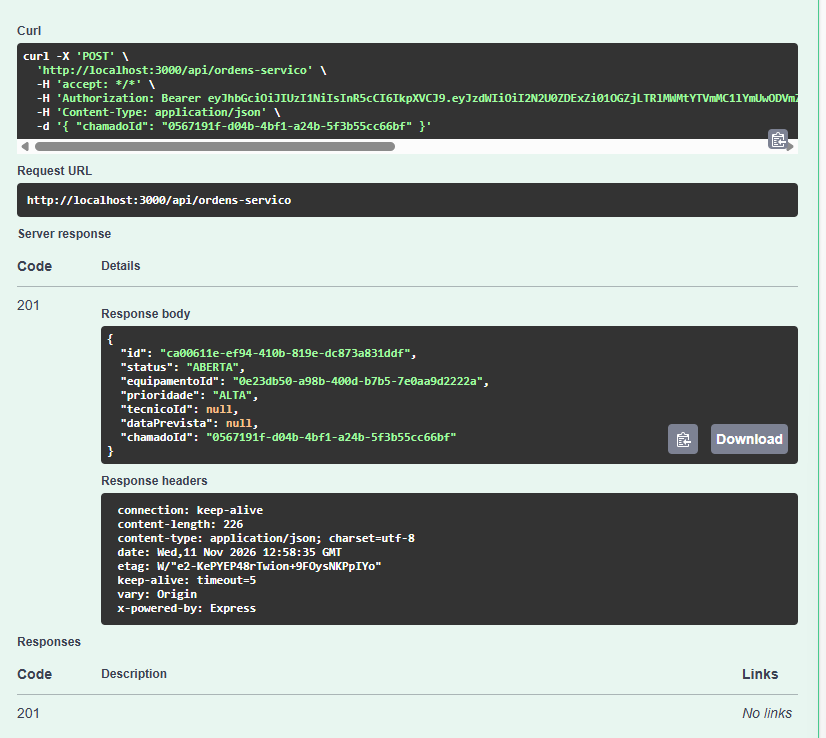 Curl
curl -X 'POST' \
'http://localhost:3000/api/ordens-servico' \
-H 'accept: */*' \
-H 'Authorization: Bearer eyJhbGciOiJIUzI1NiIsInR5cCI6IkpXVCJ9.eyJzdWIiOiI2N2U0ZDExZi01OGZjLTRlMWMtYTVmMC1lYmUwODVmZ
-H 'Content-Type: application/json' \
-d '{ "chamadoId": "0567191f-d04b-4bf1-a24b-5f3b55cc66bf" }'
Request URL
http://localhost:3000/api/ordens-servico
Server response
Code Details
201
Response body
{
"id": "ca00611e-ef94-410b-819e-dc873a831ddf",
"status": "ABERTA",
"equipamentoId": "0e23db50-a98b-400d-b7b5-7e0aa9d2222a",
"prioridade": "ALTA",
"tecnicoId": null,
"dataPrevista": null,
"chamadoId": "0567191f-d04b-4bf1-a24b-5f3b55cc66bf"
}
Download
Response headers
connection: keep-alive
content-length: 226
content-type: application/json; charset=utf-8
date: Wed,11 Nov 2026 12:58:35 GMT
etag: W/"e2-KePYEP48rTwion+9FOysNKPpIYo"
keep-alive: timeout=5
vary: Origin
x-powered-by: Express
Responses
Code Description Links
201 No links